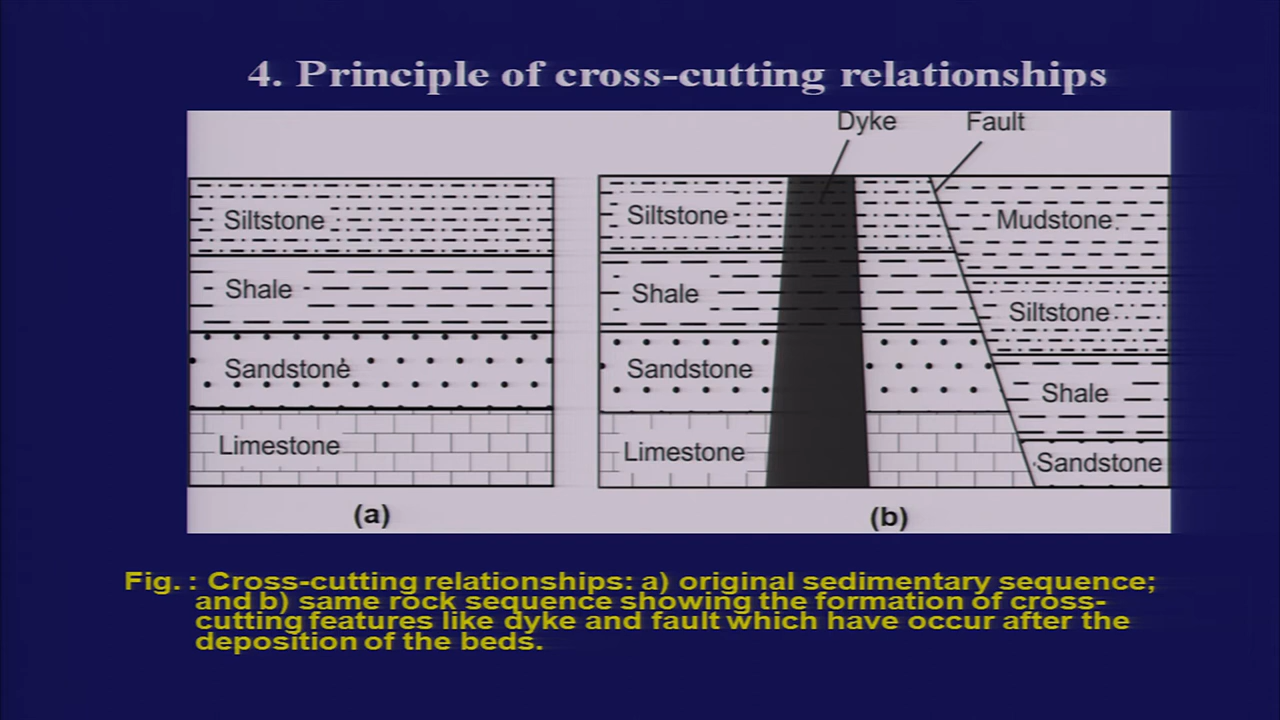 4. Principle of cross-cutting relationships
Dyke
Fault
Siltstone
Shale
Sandstone
Limestone
(a)
Siltstone
Shale
Sandstone
Limestone
Mudstone
Siltstone
Shale
Sandstone
(b)
Fig. : Cross-cutting relationships: a) original sedimentary sequence;
and b) same rock sequence showing the formation of cross-
cutting features like dyke and fault which have occur after the
deposition of the beds.